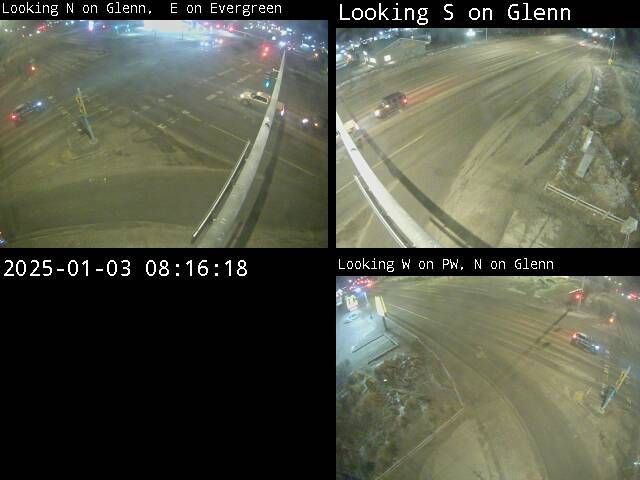 Looking N on Glenn,  E on Evergreen
Looking S on Glenn
2025-01-03 08:16:18
Looking W on PW, N on Glenn